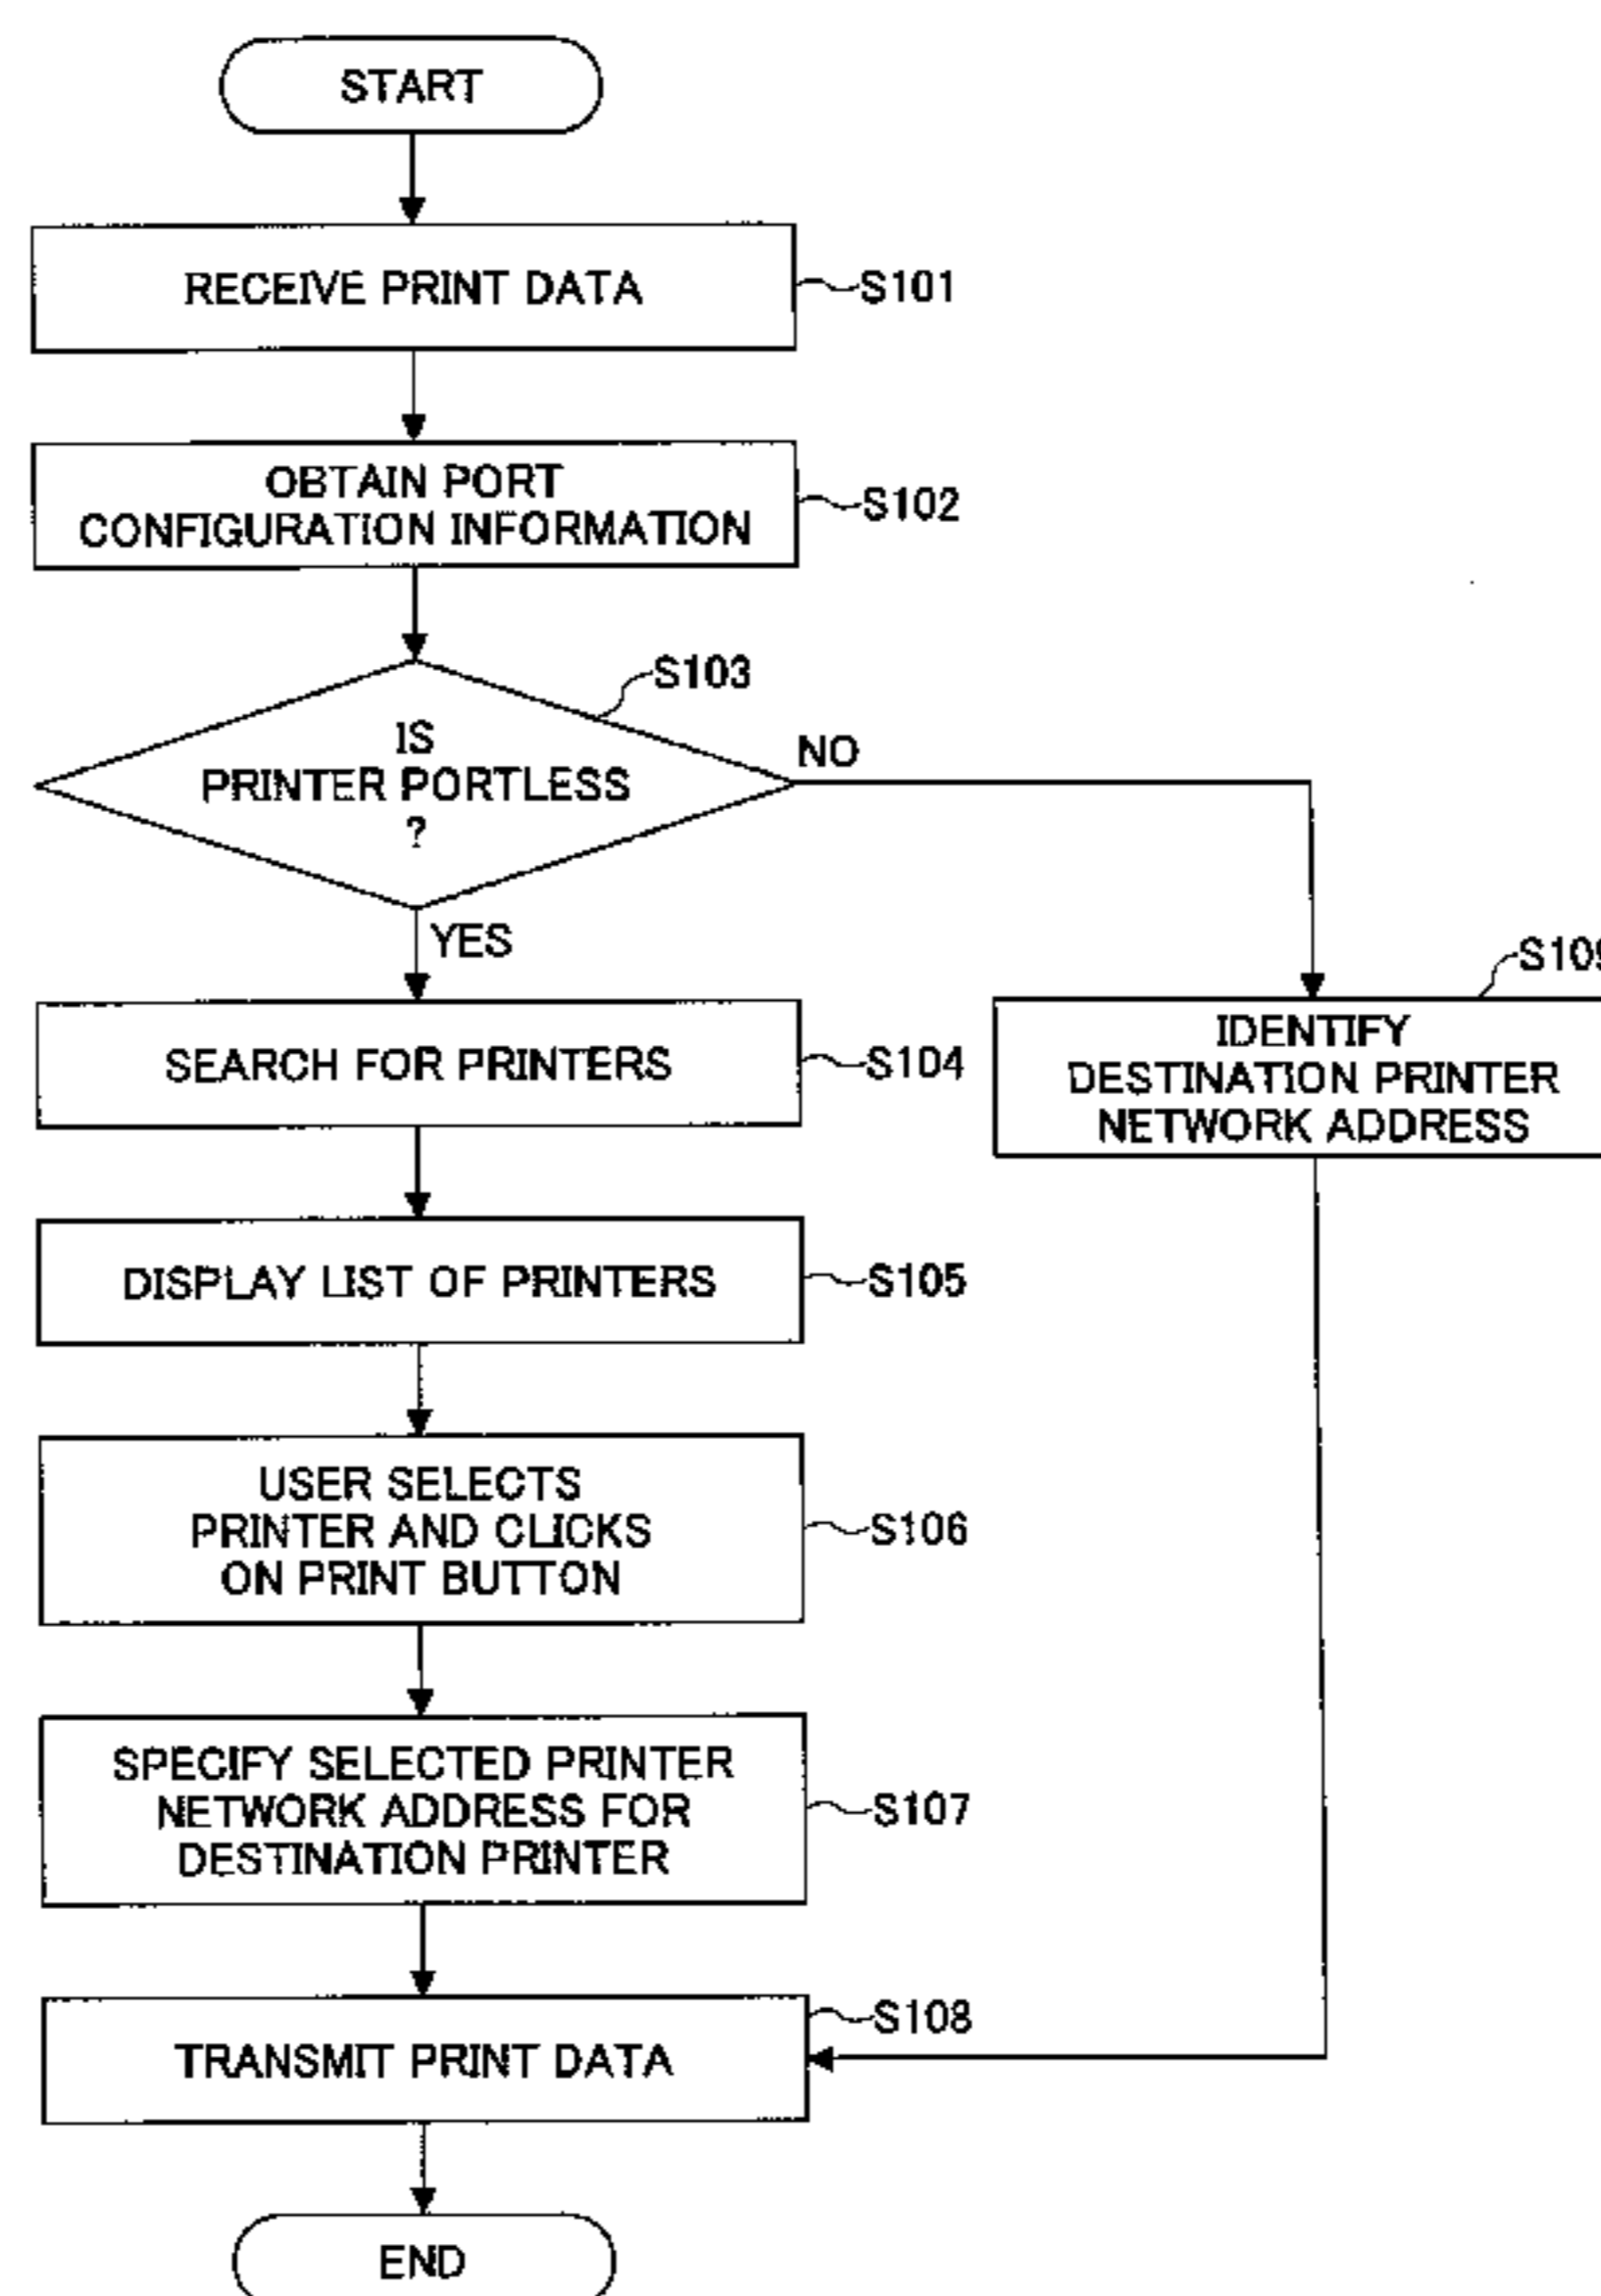 START
RECEIVE PRINT DATA
S101
OBTAIN PORT
CONFIGURATION INFORMATION
S102
S103
IS
PRINTER PORTLESS
?
NO
YES
S104
SEARCH FOR PRINTERS
S109
IDENTIFY
DESTINATION PRINTER
NETWORK ADDRESS
DISPLAY LIST OF PRINTERS
S105
USER SELECTS
PRINTER AND CLICKS
ON PRINT BUTTON
S106
SPECIFY SELECTED PRINTER
NETWORK ADDRESS FOR
DESTINATION PRINTER
S107
S108
TRANSMIT PRINT DATA
END